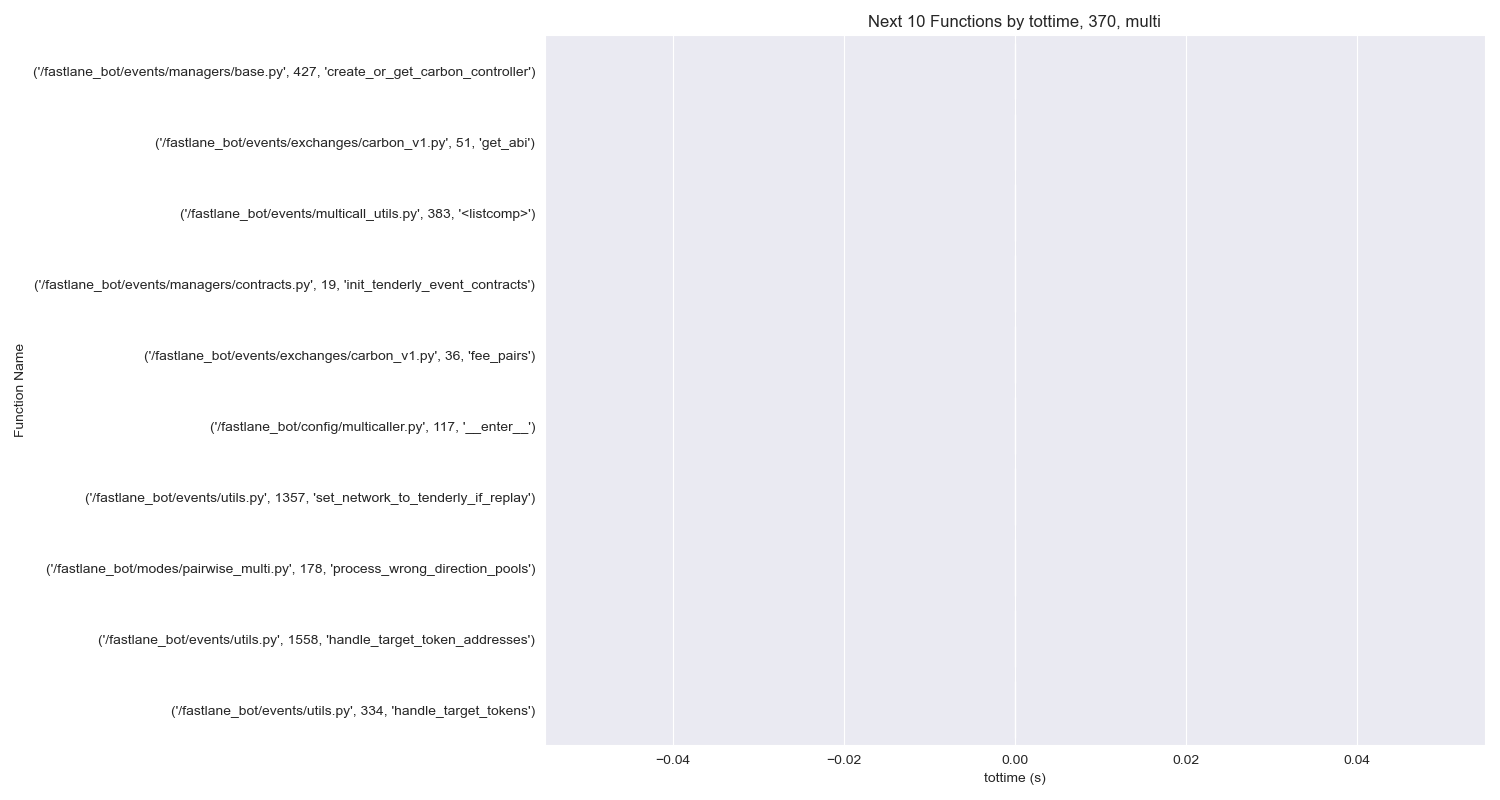 Next 10 Functions by tottime, 370, multi
('/fastlane_bot/events/managers/base.py', 427, 'create_or_get_carbon_controller')
('/fastlane_bot/events/exchanges/carbon_v1.py', 51, 'get_abi')
('/fastlane_bot/events/multicall_utils.py', 383, '<listcomp>')
('/fastlane_bot/events/managers/contracts.py', 19, 'init_tenderly_event_contracts')
('/fastlane_bot/events/exchanges/carbon_v1.py', 36, 'fee_pairs')
('/fastlane_bot/config/multicaller.py', 117, '__enter__')
('/fastlane_bot/events/utils.py', 1357, 'set_network_to_tenderly_if_replay')
('/fastlane_bot/modes/pairwise_multi.py', 178, 'process_wrong_direction_pools')
('/fastlane_bot/events/utils.py', 1558, 'handle_target_token_addresses')
('/fastlane_bot/events/utils.py', 334, 'handle_target_tokens')
Function Name
−0.04 −0.02 0.00 0.02 0.04
tottime (s)